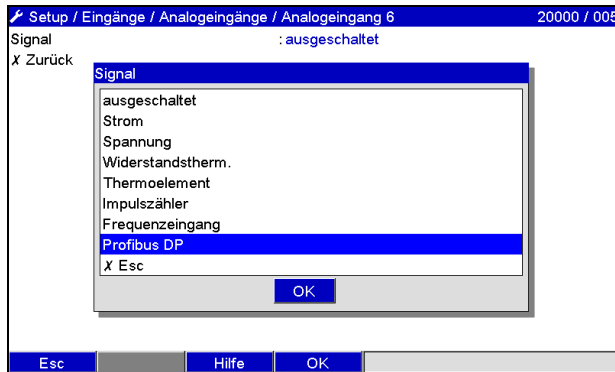 Setup / Eingänge / Analogeingänge / Analogeingang 6 20000 / 005
Signal : ausgeschaltet
✗ Zurück
Signal
ausgeschaltet
Strom
Spannung
Widerstandstherm.
Thermoelement
Impulszähler
Frequenzeingang
Profibus DP
✗ Esc
OK
Esc Hilfe OK